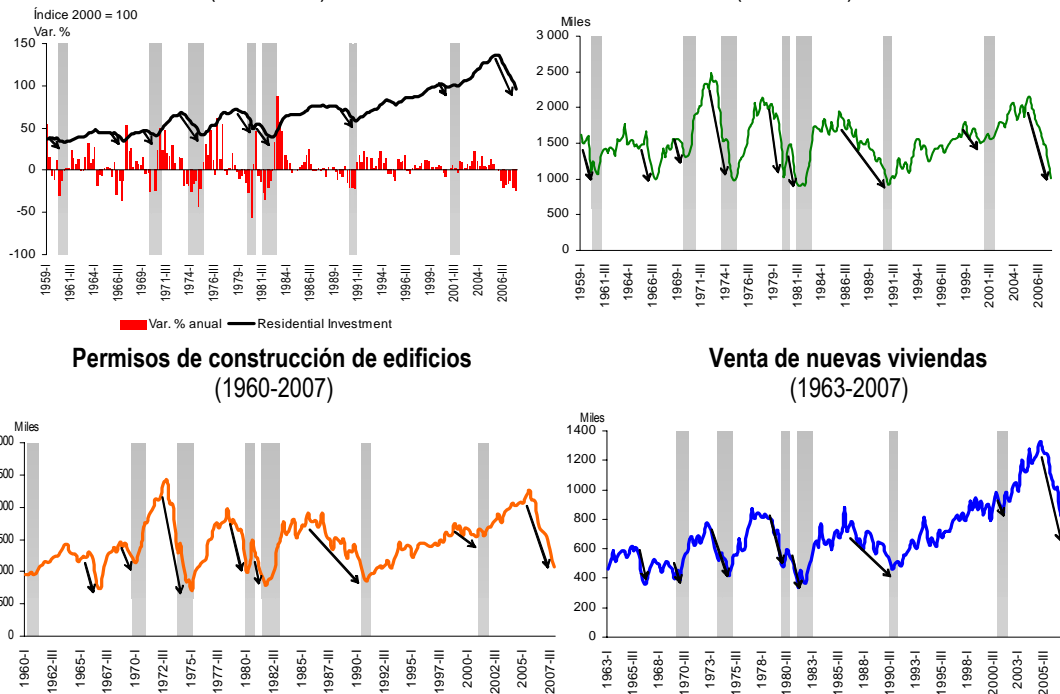 Índice 2000 = 100
Var. %
150
100
50
0
-50
-100
1959-I
1961-III
1964-I
1966-III
1969-I
1971-III
1974-I
1976-III
1979-I
1981-III
1984-I
1986-III
1989-I
1991-III
1994-I
1996-III
1999-I
2001-III
2004-I
2006-III
Var. % anual
Residential Investment
Miles
3 000
2 500
2 000
1 500
1 000
500
0
1959-I
1961-III
1964-I
1966-III
1969-I
1971-III
1974-I
1976-III
1979-I
1981-III
1984-I
1986-III
1989-I
1991-III
1994-I
1996-III
1999-I
2001-III
2004-I
2006-III
Permisos de construcción de edificios
(1960-2007)
Miles
000
500
000
500
000
500
0
1960-I
1962-III
1965-I
1967-III
1970-I
1972-III
1975-I
1977-III
1980-I
1982-III
1985-I
1987-III
1990-I
1992-III
1995-I
1997-III
2000-I
2002-III
2005-I
2007-III
Venta de nuevas viviendas
(1963-2007)
Miles
1400
1200
1000
800
600
400
200
0
1963-I
1965-III
1968-I
1970-III
1973-I
1975-III
1978-I
1980-III
1983-I
1985-III
1988-I
1990-III
1993-I
1995-III
1998-I
2000-III
2003-I
2005-III